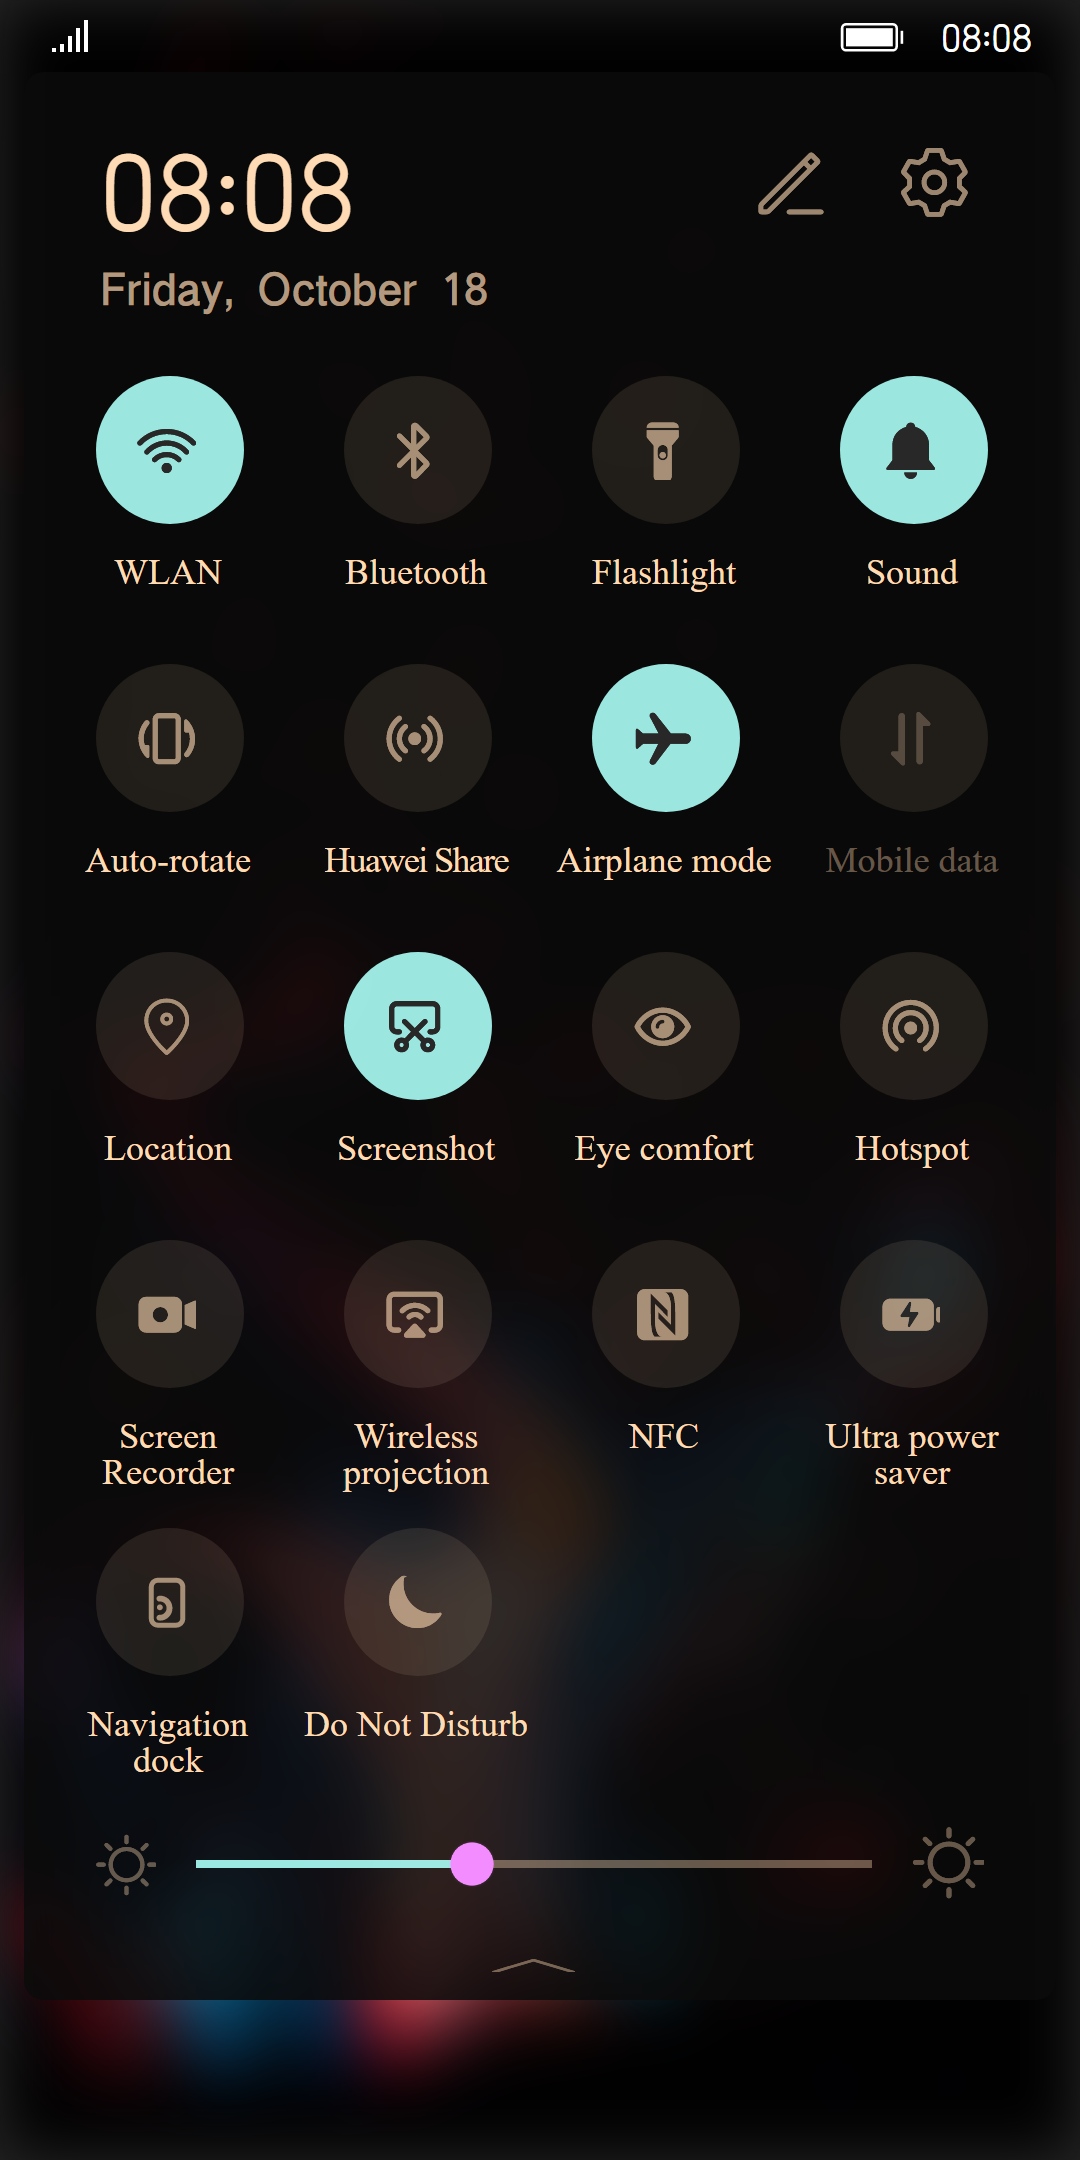 08:08
08:08
Friday, October 18
WLAN
Bluetooth
Flashlight
Sound
Auto-rotate
Huawei Share
Airplane mode
Mobile data
Location
Screenshot
Eye comfort
Hotspot
Screen
Recorder
Wireless
projection
NFC
Ultra power
saver
Navigation
dock
Do Not Disturb